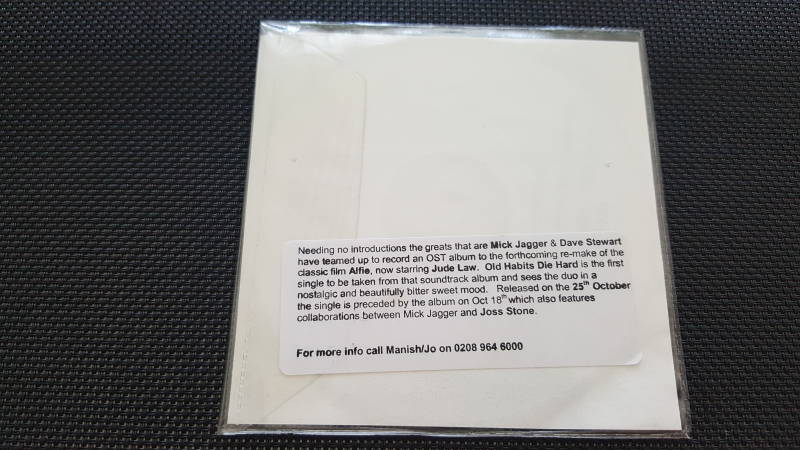 Needing no introductions the greats that are Mick Jagger & Dave Stewart
have teamed up to record an OST album to the forthcoming re-make of the
classic film Alfie, now starring Jude Law. Old Habits Die Hard is the first
single to be taken from that soundtrack album and sees the duo in a
nostalgic and beautifully bitter sweet mood. Released on the 25th October
the single is preceded by the album on Oct 18th which also features
collaborations between Mick Jagger and Joss Stone.
For more info call Manish/Jo on 0208 964 6000